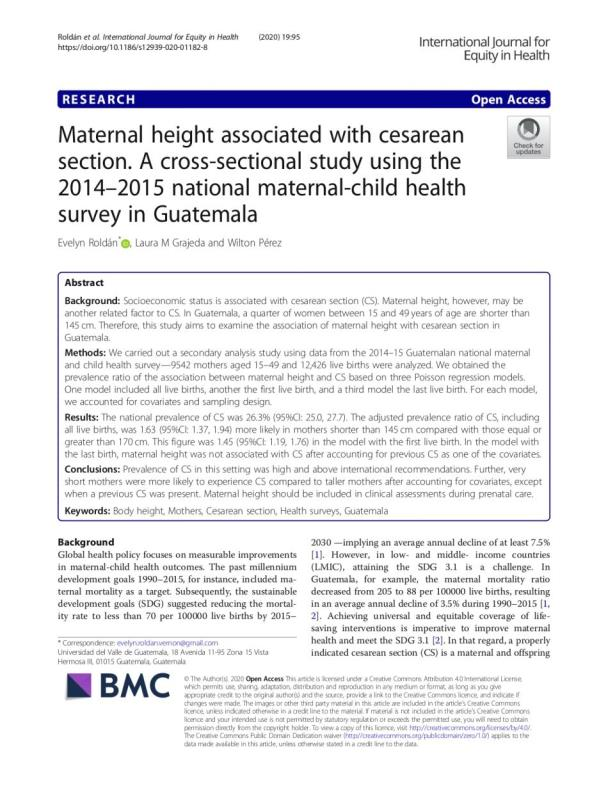 Roldán et al. International Journal for Equity in Health (2020) 19:95
https://doi.org/10.1186/s12939-020-01182-8
International Journal for
Equity in Health
RESEARCH Open Access
Maternal height associated with cesarean
section. A cross-sectional study using the
2014–2015 national maternal-child health
survey in Guatemala
Check for
updates
Evelyn Roldán*, Laura M Grajeda and Wilton Pérez
Abstract
Background: Socioeconomic status is associated with cesarean section (CS). Maternal height, however, may be
another related factor to CS. In Guatemala, a quarter of women between 15 and 49 years of age are shorter than
145 cm. Therefore, this study aims to examine the association of maternal height with cesarean section in
Guatemala.
Methods: We carried out a secondary analysis study using data from the 2014–15 Guatemalan national maternal
and child health survey—9542 mothers aged 15–49 and 12,426 live births were analyzed. We obtained the
prevalence ratio of the association between maternal height and CS based on three Poisson regression models.
One model included all live births, another the first live birth, and a third model the last live birth. For each model,
we accounted for covariates and sampling design.
Results: The national prevalence of CS was 26.3% (95%CI: 25.0, 27.7). The adjusted prevalence ratio of CS, including
all live births, was 1.63 (95%CI: 1.37, 1.94) more likely in mothers shorter than 145 cm compared with those equal or
greater than 170 cm. This figure was 1.45 (95%CI: 1.19, 1.76) in the model with the first live birth. In the model with
the last birth, maternal height was not associated with CS after accounting for previous CS as one of the covariates.
Conclusions: Prevalence of CS in this setting was high and above international recommendations. Further, very
short mothers were more likely to experience CS compared to taller mothers after accounting for covariates, except
when a previous CS was present. Maternal height should be included in clinical assessments during prenatal care.
Keywords: Body height, Mothers, Cesarean section, Health surveys, Guatemala
Background
Global health policy focuses on measurable improvements
in maternal-child health outcomes. The past millennium
development goals 1990–2015, for instance, included ma-
ternal mortality as a target. Subsequently, the sustainable
development goals (SDG) suggested reducing the mortal-
ity rate to less than 70 per 100000 live births by 2015–
2030 —implying an average annual decline of at least 7.5%
[1]. However, in low- and middle- income countries
(LMIC), attaining the SDG 3.1 is a challenge. In
Guatemala, for example, the maternal mortality ratio
decreased from 205 to 88 per 100000 live births, resulting
in an average annual decline of 3.5% during 1990–2015 [1,
2]. Achieving universal and equitable coverage of life-
saving interventions is imperative to improve maternal
health and meet the SDG 3.1 [2]. In that regard, a properly
indicated cesarean section (CS) is a maternal and offspring
* Correspondence: evelyn.roldan.vernon@gmail.com
Universidad del Valle de Guatemala, 18 Avenida 11-95 Zona 15 Vista
Hermosa III, 01015 Guatemala, Guatemala
BMC
© The Author(s). 2020 Open Access This article is licensed under a Creative Commons Attribution 4.0 International License,
which permits use, sharing, adaptation, distribution and reproduction in any medium or format, as long as you give
appropriate credit to the original author(s) and the source, provide a link to the Creative Commons licence, and indicate if
changes were made. The images or other third party material in this article are included in the article's Creative Commons
licence, unless indicated otherwise in a credit line to the material. If material is not included in the article's Creative Commons
licence and your intended use is not permitted by statutory regulation or exceeds the permitted use, you will need to obtain
permission directly from the copyright holder. To view a copy of this licence, visit http://creativecommons.org/licenses/by/4.0/.
The Creative Commons Public Domain Dedication waiver (http://creativecommons.org/publicdomain/zero/1.0/) applies to the
data made available in this article, unless otherwise stated in a credit line to the data.